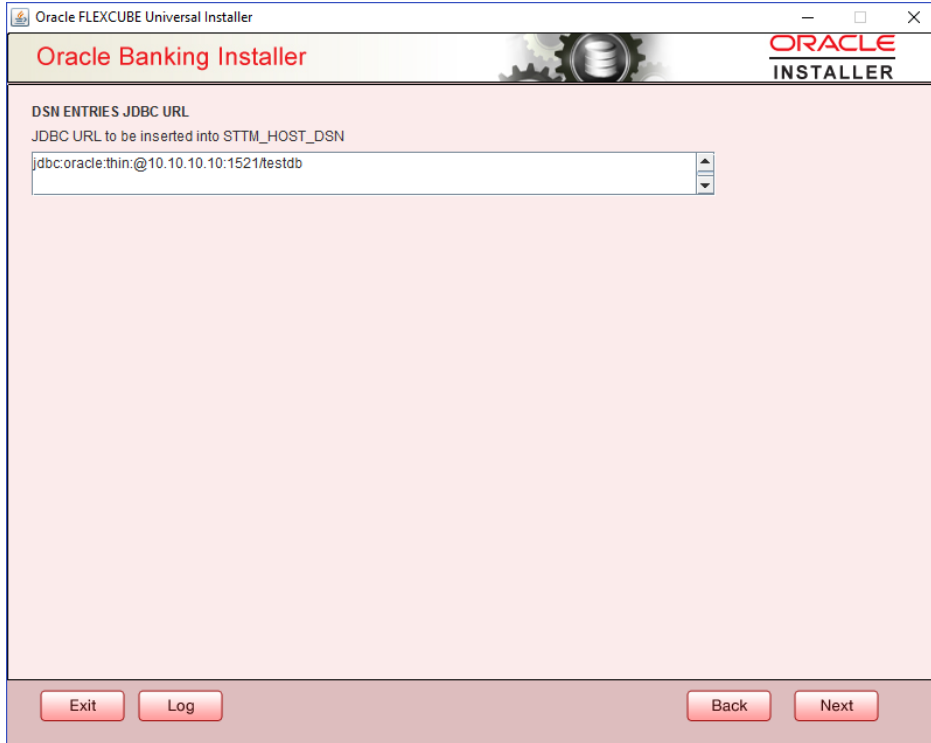 Oracle FLEXCUBE Universal Installer
Oracle Banking Installer
ORACLE
INSTALLER
DSN ENTRIES JDBC URL
JDBC URL to be inserted into STTM_HOST_DSN
jdbc:oracle:thin:@10.10.10.10:1521/testdb
Exit Log Back Next